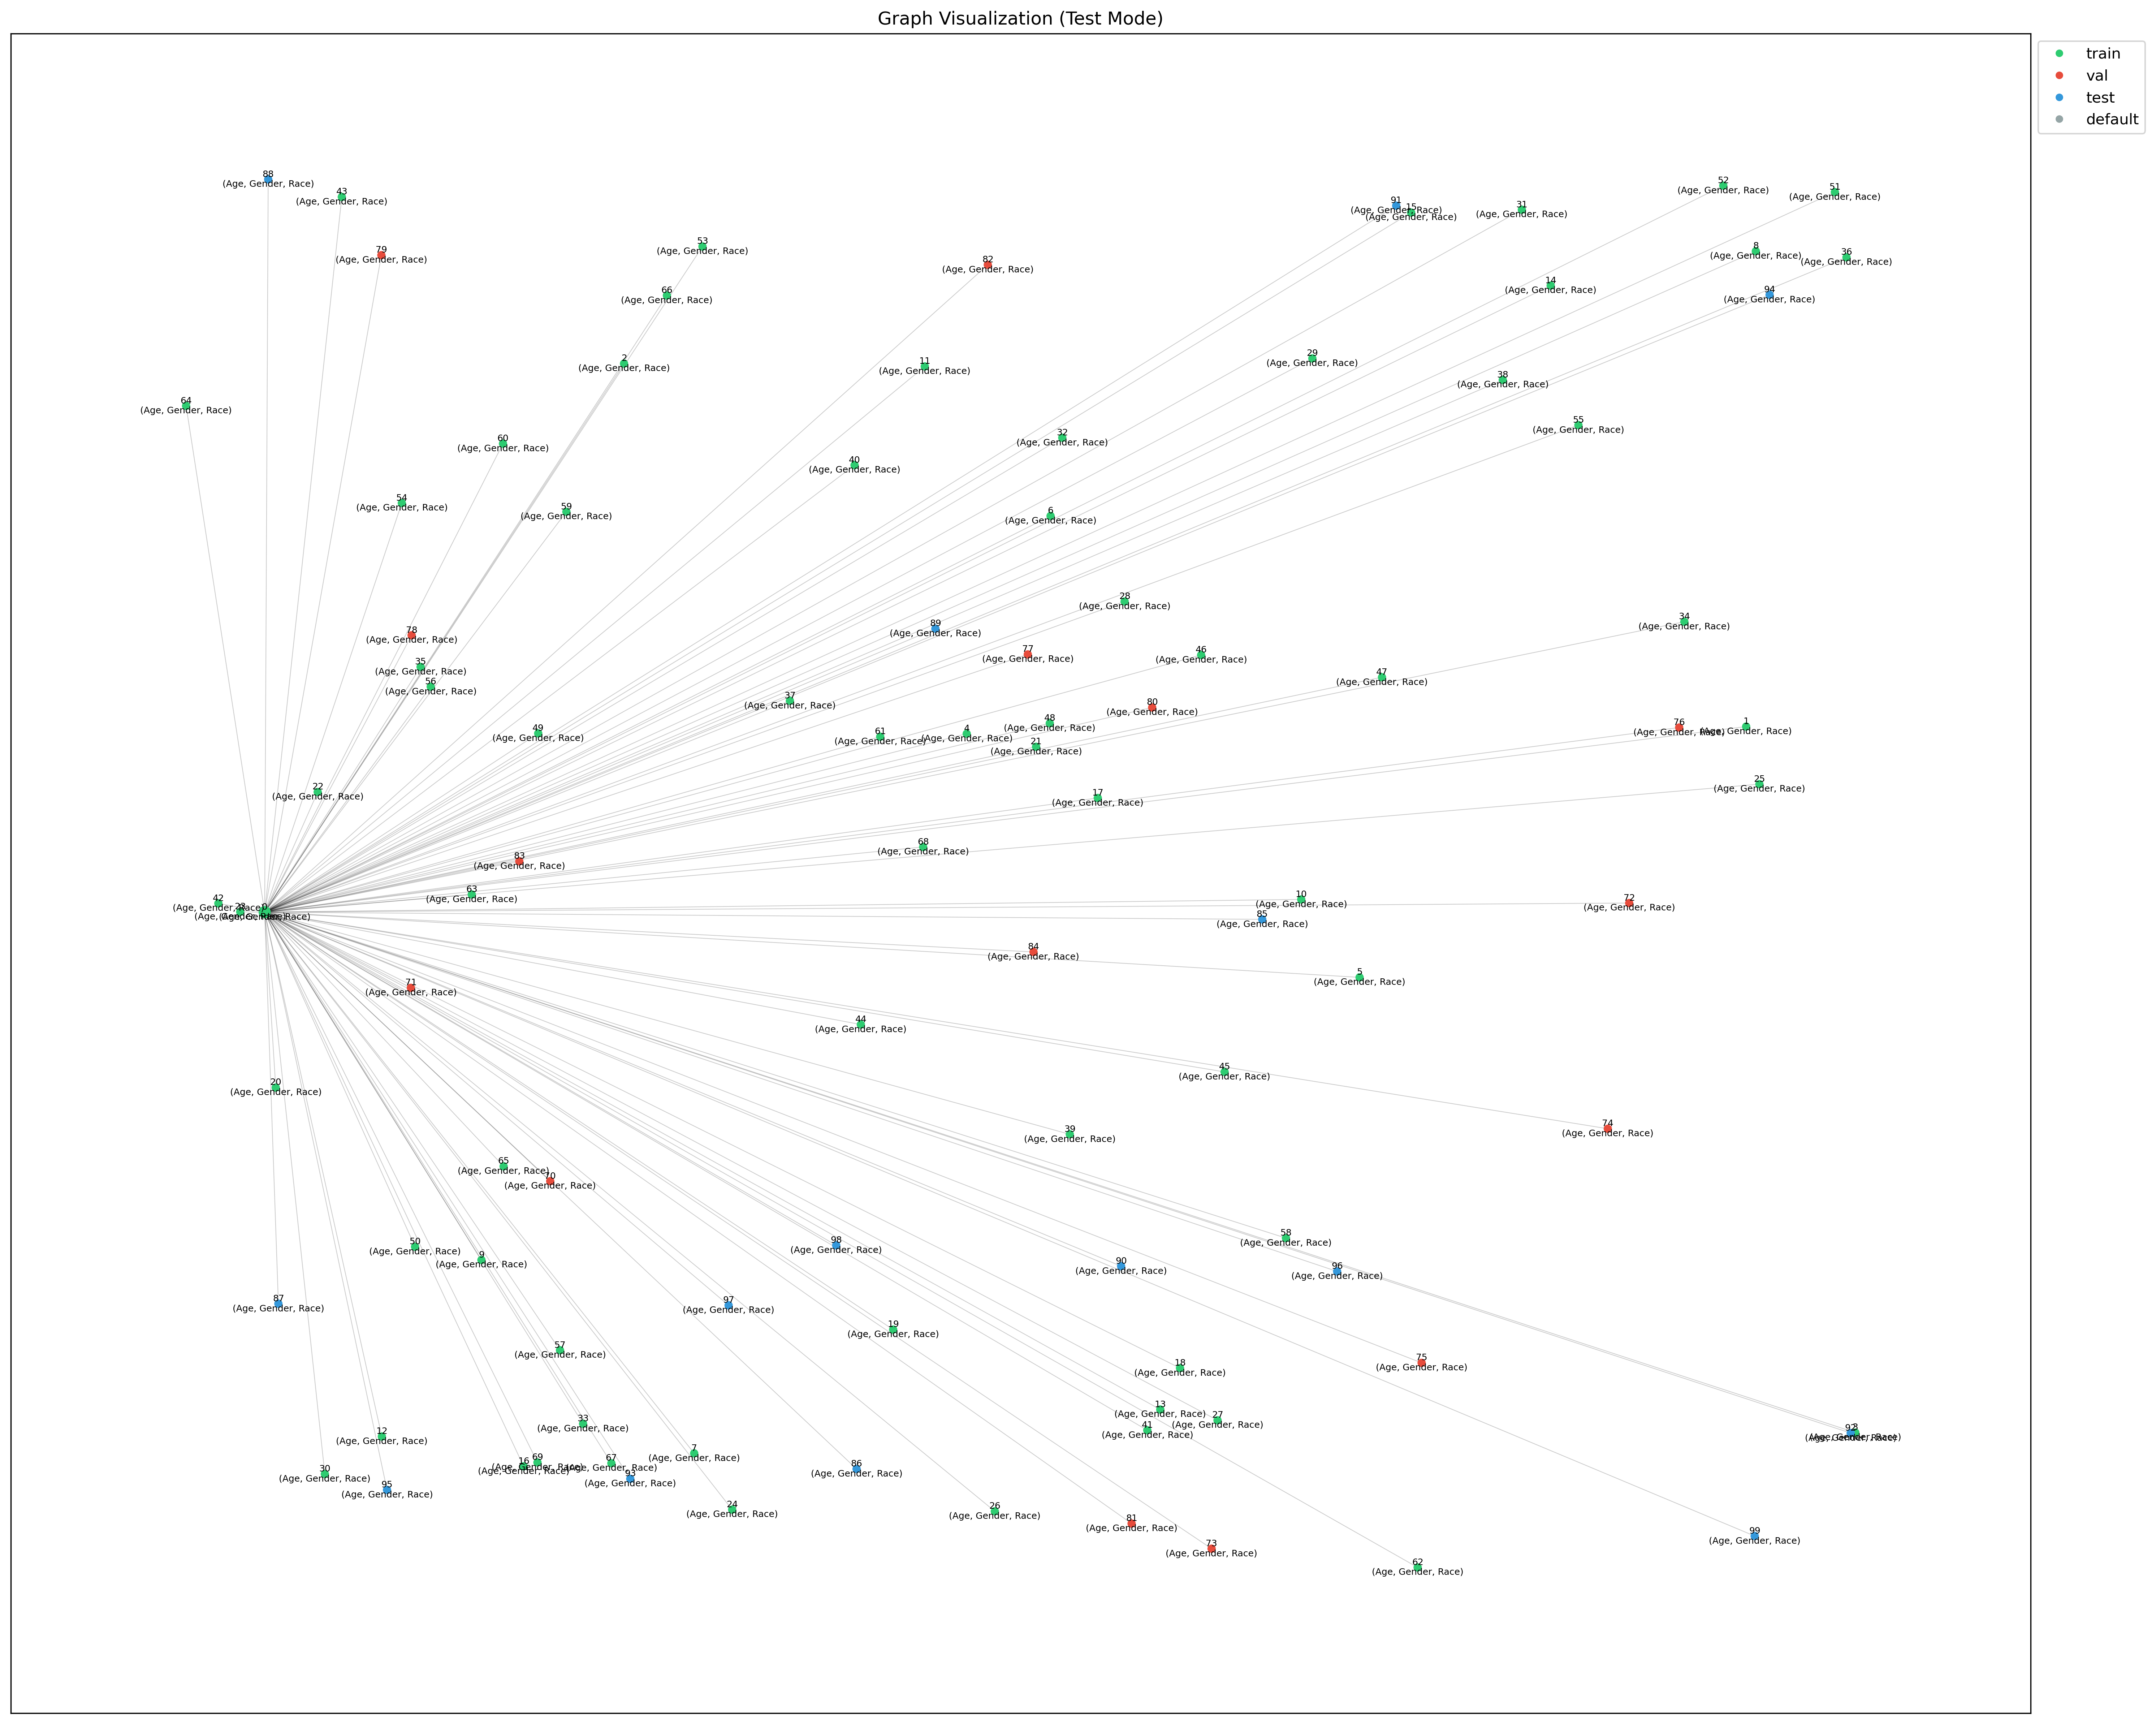 Graph Visualization (Test Mode)
train
val
test
default
88
(Age, Gender, Race)
43
(Age, Gender, Race)
79
(Age, Gender, Race)
53
(Age, Gender, Race)
66
(Age, Gender, Race)
82
(Age, Gender, Race)
91
(Age, Gender, Race)
15
(Age, Gender, Race)
31
(Age, Gender, Race)
52
(Age, Gender, Race)
51
(Age, Gender, Race)
8
(Age, Gender, Race)
36
(Age, Gender, Race)
94
(Age, Gender, Race)
14
(Age, Gender, Race)
2
(Age, Gender, Race)
11
(Age, Gender, Race)
29
(Age, Gender, Race)
38
(Age, Gender, Race)
64
(Age, Gender, Race)
60
(Age, Gender, Race)
40
(Age, Gender, Race)
32
(Age, Gender, Race)
55
(Age, Gender, Race)
54
(Age, Gender, Race)
59
(Age, Gender, Race)
6
(Age, Gender, Race)
28
(Age, Gender, Race)
34
(Age, Gender, Race)
78
(Age, Gender, Race)
89
(Age, Gender, Race)
35
(Age, Gender, Race)
77
(Age, Gender, Race)
46
(Age, Gender, Race)
56
(Age, Gender, Race)
47
(Age, Gender, Race)
37
(Age, Gender, Race)
80
(Age, Gender, Race)
49
(Age, Gender, Race)
61
(Age, Gender, Race)
4
(Age, Gender, Race)
48
(Age, Gender, Race)
21
(Age, Gender, Race)
76
(Age, Gender, Race)
1
(Age, Gender, Race)
22
(Age, Gender, Race)
17
(Age, Gender, Race)
25
(Age, Gender, Race)
68
(Age, Gender, Race)
83
(Age, Gender, Race)
63
(Age, Gender, Race)
42
(Age, Gender, Race)
23
(Age, Gender, Race)
0
(Age, Gender, Race)
10
(Age, Gender, Race)
72
(Age, Gender, Race)
85
(Age, Gender, Race)
84
(Age, Gender, Race)
5
(Age, Gender, Race)
71
(Age, Gender, Race)
44
(Age, Gender, Race)
45
(Age, Gender, Race)
20
(Age, Gender, Race)
39
(Age, Gender, Race)
74
(Age, Gender, Race)
65
(Age, Gender, Race)
70
(Age, Gender, Race)
50
(Age, Gender, Race)
9
(Age, Gender, Race)
98
(Age, Gender, Race)
90
(Age, Gender, Race)
58
(Age, Gender, Race)
96
(Age, Gender, Race)
87
(Age, Gender, Race)
97
(Age, Gender, Race)
19
(Age, Gender, Race)
57
(Age, Gender, Race)
18
(Age, Gender, Race)
75
(Age, Gender, Race)
13
(Age, Gender, Race)
27
(Age, Gender, Race)
41
(Age, Gender, Race)
33
(Age, Gender, Race)
12
(Age, Gender, Race)
92
(Age, Gender, Race)
3
(Age, Gender, Race)
7
(Age, Gender, Race)
16
(Age, Gender, Race)
69
(Age, Gender, Race)
67
(Age, Gender, Race)
93
(Age, Gender, Race)
30
(Age, Gender, Race)
95
(Age, Gender, Race)
86
(Age, Gender, Race)
24
(Age, Gender, Race)
26
(Age, Gender, Race)
81
(Age, Gender, Race)
73
(Age, Gender, Race)
99
(Age, Gender, Race)
62
(Age, Gender, Race)